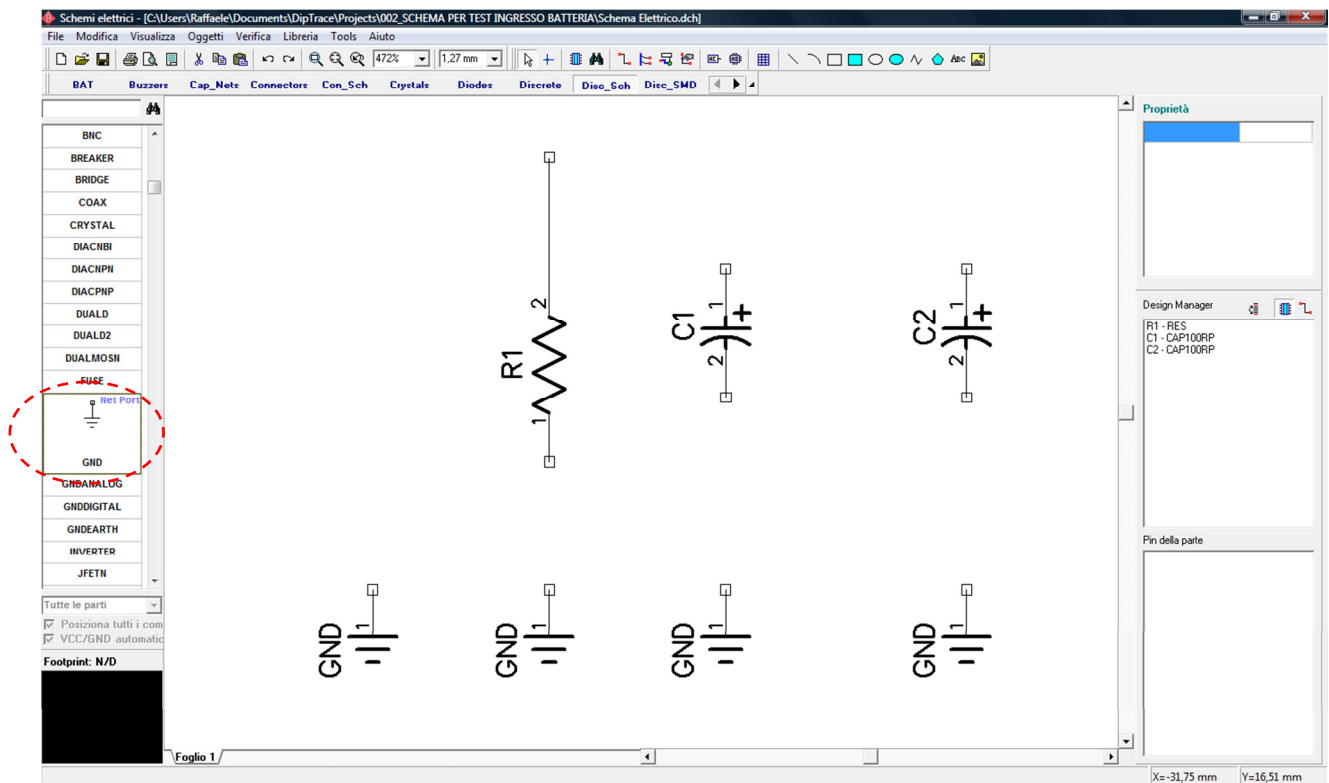 Schemi elettrici - [C:\Users\Raffaele\Documents\DipTrace\Projects\002_SCHEMA PER TEST INGRESSO BATTERIA\Schema Elettrico.dch]
File Modifica Visualizza Oggetti Verifica Libreria Tools Aiuto
472% 1,27 mm Abc
BAT Buzzers Cap_Nets Connectors Con_Sch Crystals Diodes Discrete Disc_Sch Disc_SMD
BNC
BREAKER
BRIDGE
COAX
CRYSTAL
DIACNBI
DIACNPN
DIACPNP
DUALD
DUALD2
DUALMOSN
FUSE
Net Port
GND
GNDANALOG
GNDDIGITAL
GNDEARTH
INVERTER
JFETN
Tutte le parti
Posiziona tutti i com
VCC/GND automatic
Footprint: N/D
2
R1
1
1
C1
+
2
1
C2
+
2
GND 1
GND 1
GND 1
GND 1
Foglio 1
Proprietà
Design Manager
R1 - RES
C1 - CAP100RP
C2 - CAP100RP
Pin della parte
X=-31,75 mm Y=16,51 mm